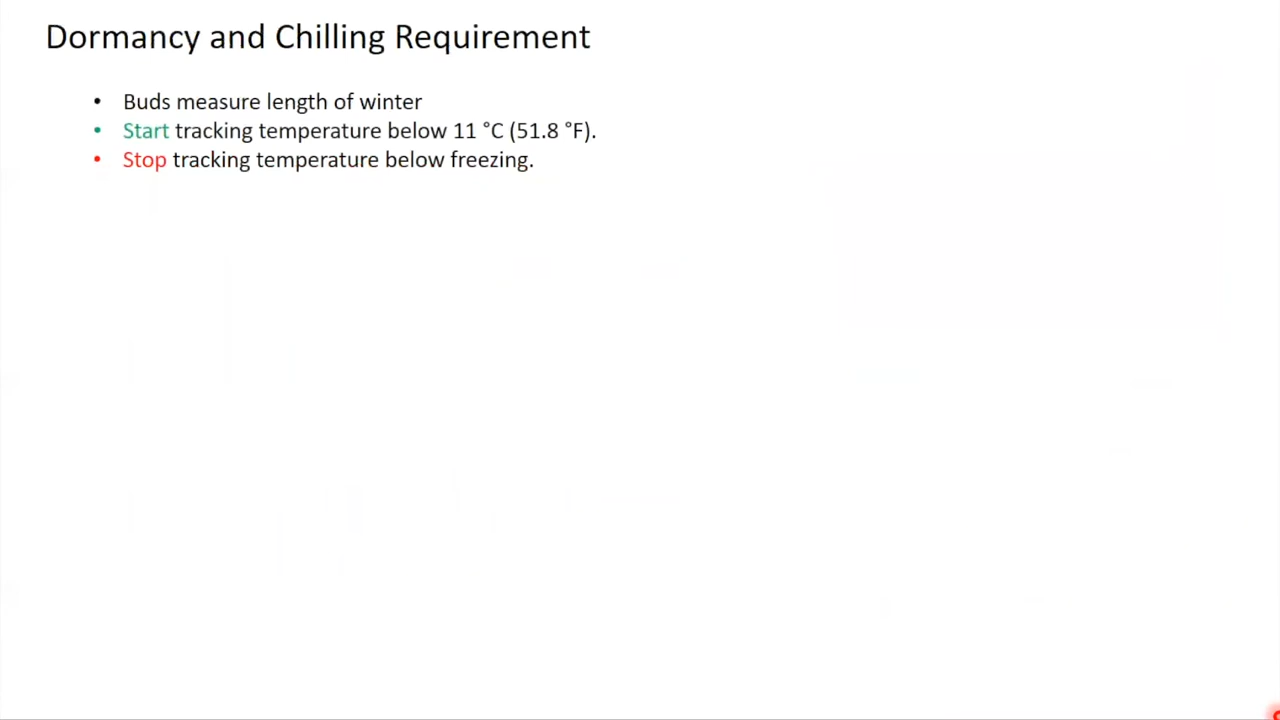 Dormancy and Chilling Requirement
• Buds measure length of winter
• Start tracking temperature below 11 °C (51.8 °F).
• Stop tracking temperature below freezing.